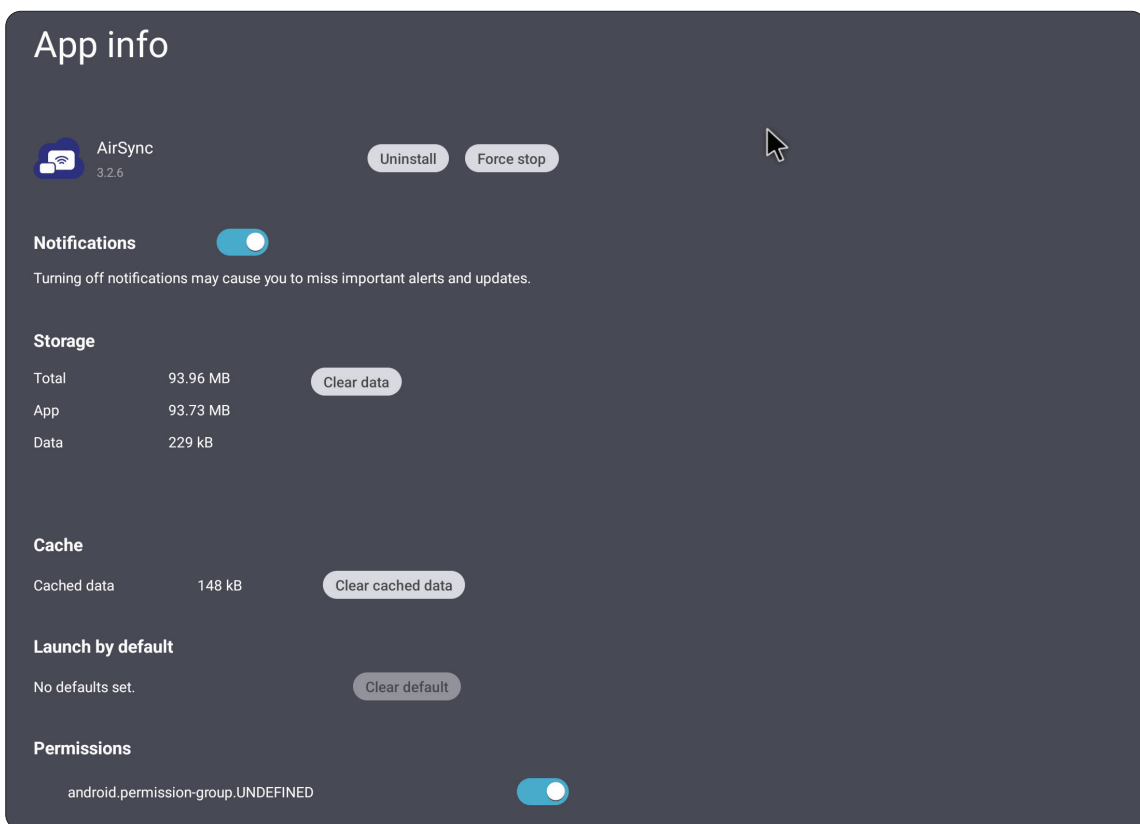 App info
AirSync
3.2.6
Uninstall
Force stop
Notifications
Turning off notifications may cause you to miss important alerts and updates.
Storage
Total 93.96 MB Clear data
App 93.73 MB
Data 229 kB
Cache
Cached data 148 kB Clear cached data
Launch by default
No defaults set. Clear default
Permissions
android.permission-group.UNDEFINED